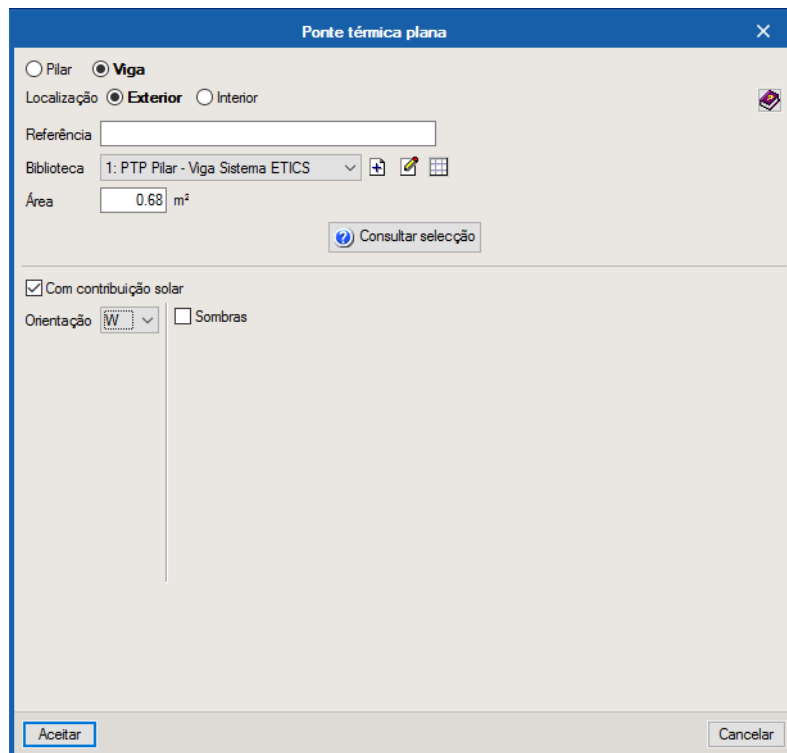 Ponte térmica plana
Pilar Viga
Localização Exterior Interior
Referência
Biblioteca 1: PTP Pilar - Viga Sistema ETICS
Área 0.68 m²
Consultar selecção
Com contribuição solar
Orientação W Sombras
Aceitar Cancelar